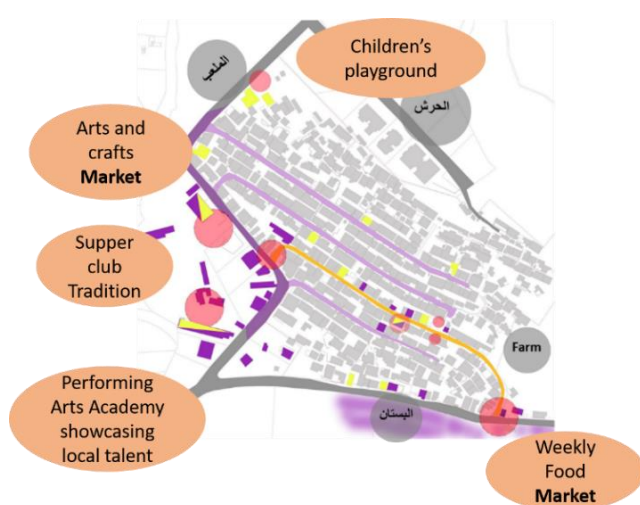 Children's
playground
الملعب
الحرش
Arts and
crafts
Market
Supper
club
Tradition
Farm
Performing
Arts Academy
showcasing
local talent
البستان
Weekly
Food
Market